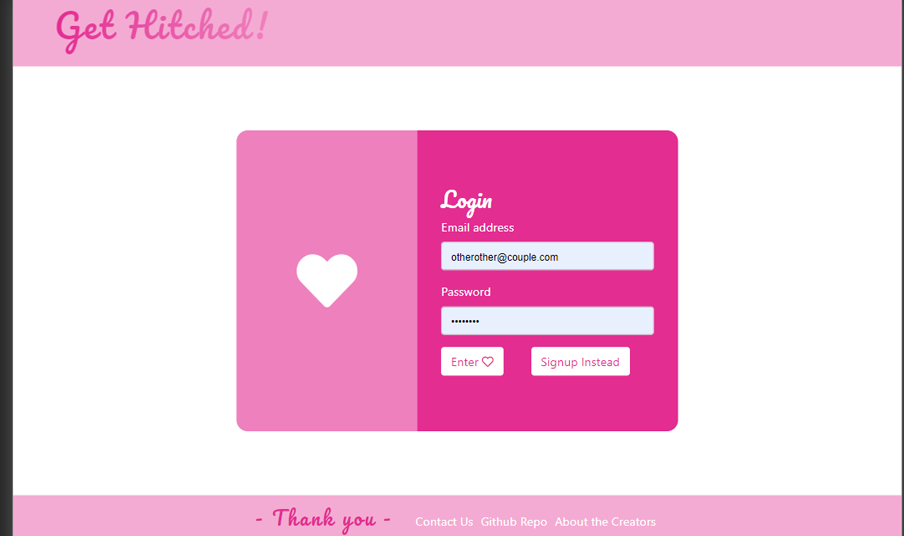 Get Hitched!
Login
Email address
otherother@couple.com
Password
••••••••
Enter ♡ Signup Instead
- Thank you - Contact Us Github Repo About the Creators